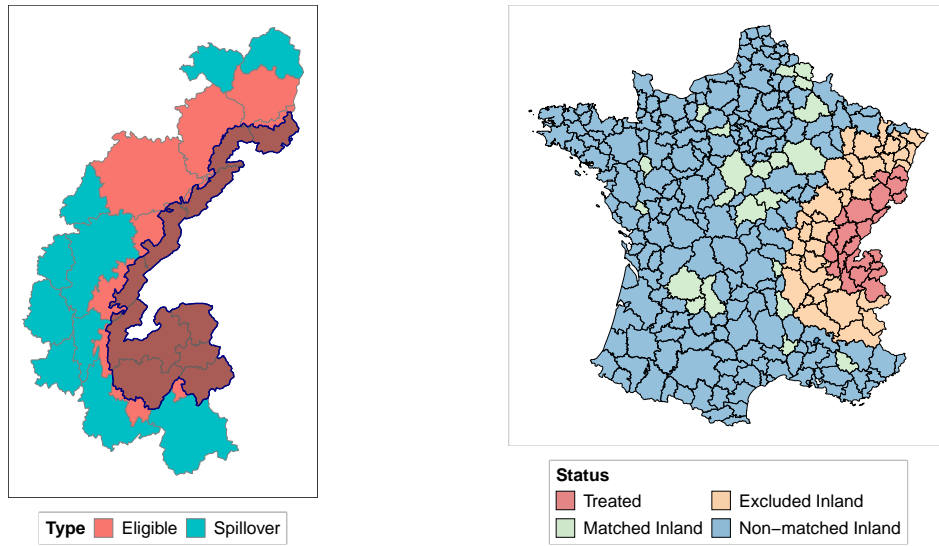 Type Eligible Spillover
Status
Treated Excluded Inland
Matched Inland Non−matched Inland